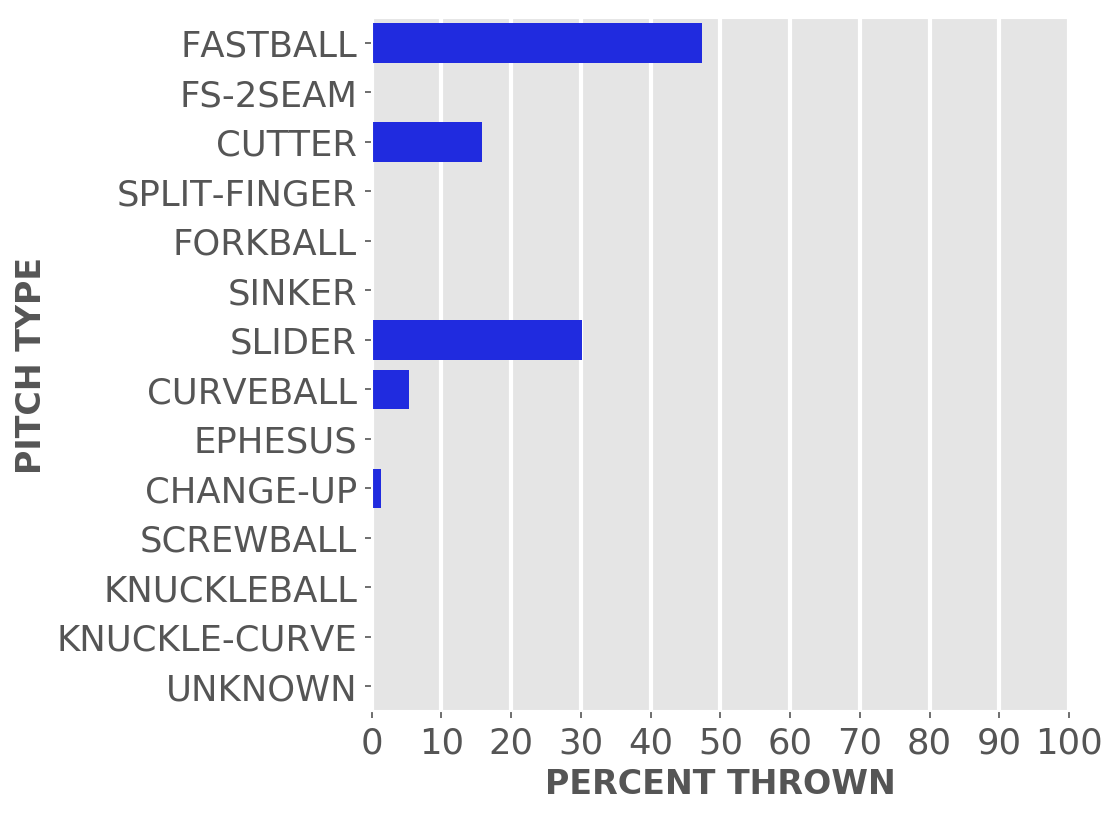 FASTBALL
FS-2SEAM
CUTTER
SPLIT-FINGER
FORKBALL
SINKER
SLIDER
CURVEBALL
EPHESUS
CHANGE-UP
SCREWBALL
KNUCKLEBALL
KNUCKLE-CURVE
UNKNOWN
PITCH TYPE
0 10 20 30 40 50 60 70 80 90 100
PERCENT THROWN